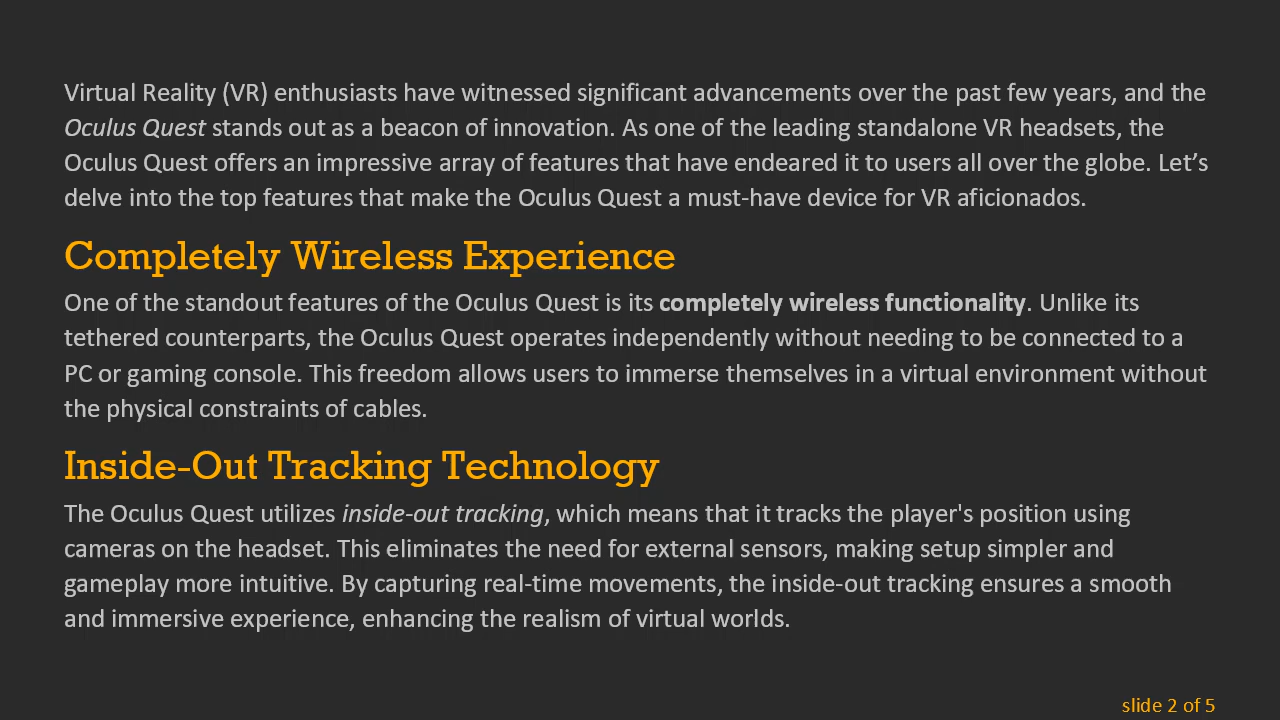 Virtual Reality (VR) enthusiasts have witnessed significant advancements over the past few years, and the
Oculus Quest stands out as a beacon of innovation. As one of the leading standalone VR headsets, the
Oculus Quest offers an impressive array of features that have endeared it to users all over the globe. Let’s
delve into the top features that make the Oculus Quest a must-have device for VR aficionados.
Completely Wireless Experience
One of the standout features of the Oculus Quest is its completely wireless functionality. Unlike its
tethered counterparts, the Oculus Quest operates independently without needing to be connected to a
PC or gaming console. This freedom allows users to immerse themselves in a virtual environment without
the physical constraints of cables.
Inside-Out Tracking Technology
The Oculus Quest utilizes inside-out tracking, which means that it tracks the player's position using
cameras on the headset. This eliminates the need for external sensors, making setup simpler and
gameplay more intuitive. By capturing real-time movements, the inside-out tracking ensures a smooth
and immersive experience, enhancing the realism of virtual worlds.
slide 2 of 5